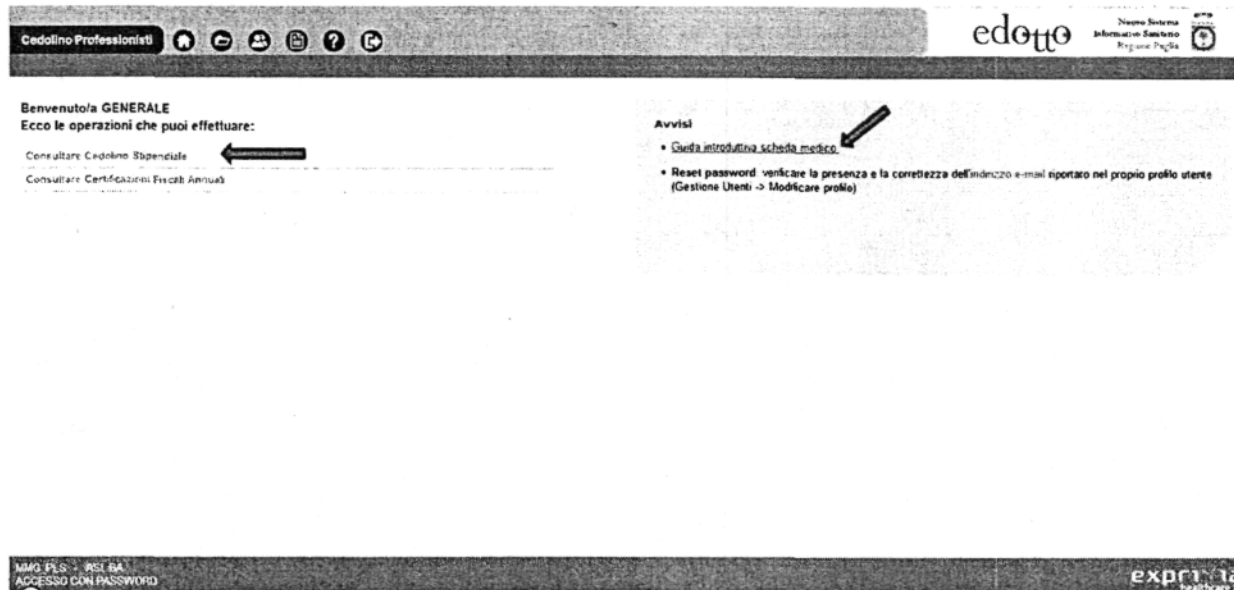 Cedolino Professionisti
edotto
Nuovo Sistema
Informativo Sanitario
Regione Puglia
Benvenuto/a GENERALE
Ecco le operazioni che puoi effettuare:
Consultare Cedolino Stipendiale
Consultare Certificazioni Fiscali Annuali
Avvisi
• Guida introduttiva scheda medico
• Reset password: verificare la presenza e la correttezza dell'indirizzo e-mail riportato nel proprio profilo utente
(Gestione Utenti -> Modificare profilo)
MMG PLS - ASL BA
ACCESSO CON PASSWORD
healthcare